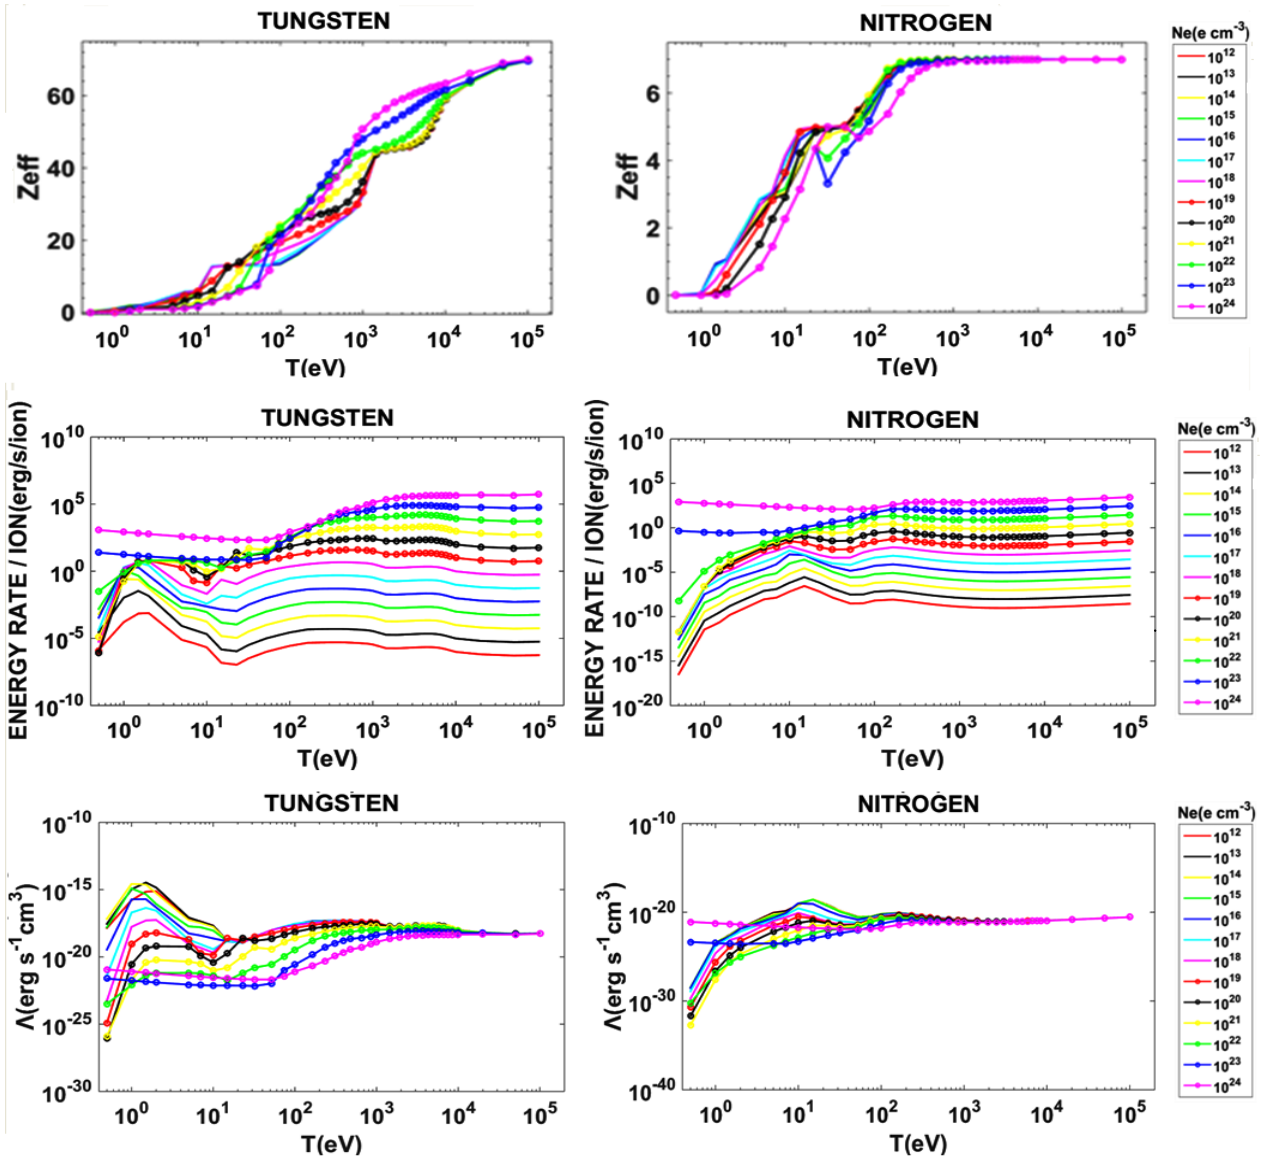 TUNGSTEN
Zeff
60
40
20
0
10⁰ 10¹ 10² 10³ 10⁴ 10⁵
T(eV)
NITROGEN
Zeff
6
4
2
0
10⁰ 10¹ 10² 10³ 10⁴ 10⁵
T(eV)
Ne(e cm⁻³)
10¹²
10¹³
10¹⁴
10¹⁵
10¹⁶
10¹⁷
10¹⁸
10¹⁹
10²⁰
10²¹
10²²
10²³
10²⁴
TUNGSTEN
ENERGY RATE / ION(erg/s/ion)
10¹⁰
10⁵
10⁰
10⁻⁵
10⁻¹⁰
10⁰ 10¹ 10² 10³ 10⁴ 10⁵
T(eV)
NITROGEN
ENERGY RATE / ION(erg/s/ion)
10¹⁰
10⁵
10⁰
10⁻⁵
10⁻¹⁰
10⁻¹⁵
10⁻²⁰
10⁰ 10¹ 10² 10³ 10⁴ 10⁵
T(eV)
Ne(e cm⁻³)
10¹²
10¹³
10¹⁴
10¹⁵
10¹⁶
10¹⁷
10¹⁸
10¹⁹
10²⁰
10²¹
10²²
10²³
10²⁴
TUNGSTEN
Λ(erg s⁻¹cm³)
10⁻¹⁰
10⁻¹⁵
10⁻²⁰
10⁻²⁵
10⁻³⁰
10⁰ 10¹ 10² 10³ 10⁴ 10⁵
T(eV)
NITROGEN
Λ(erg s⁻¹cm³)
10⁻¹⁰
10⁻²⁰
10⁻³⁰
10⁻⁴⁰
10⁰ 10¹ 10² 10³ 10⁴ 10⁵
T(eV)
Ne(e cm⁻³)
10¹²
10¹³
10¹⁴
10¹⁵
10¹⁶
10¹⁷
10¹⁸
10¹⁹
10²⁰
10²¹
10²²
10²³
10²⁴